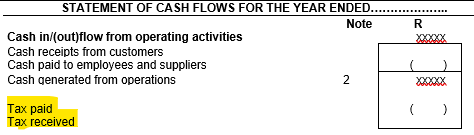 STATEMENT OF CASH FLOWS FOR THE YEAR ENDED………………..
Note R
Cash in/(out)flow from operating activities XXXXX
Cash receipts from customers
Cash paid to employees and suppliers ( )
Cash generated from operations 2 XXXXX
Tax paid ( )
Tax received